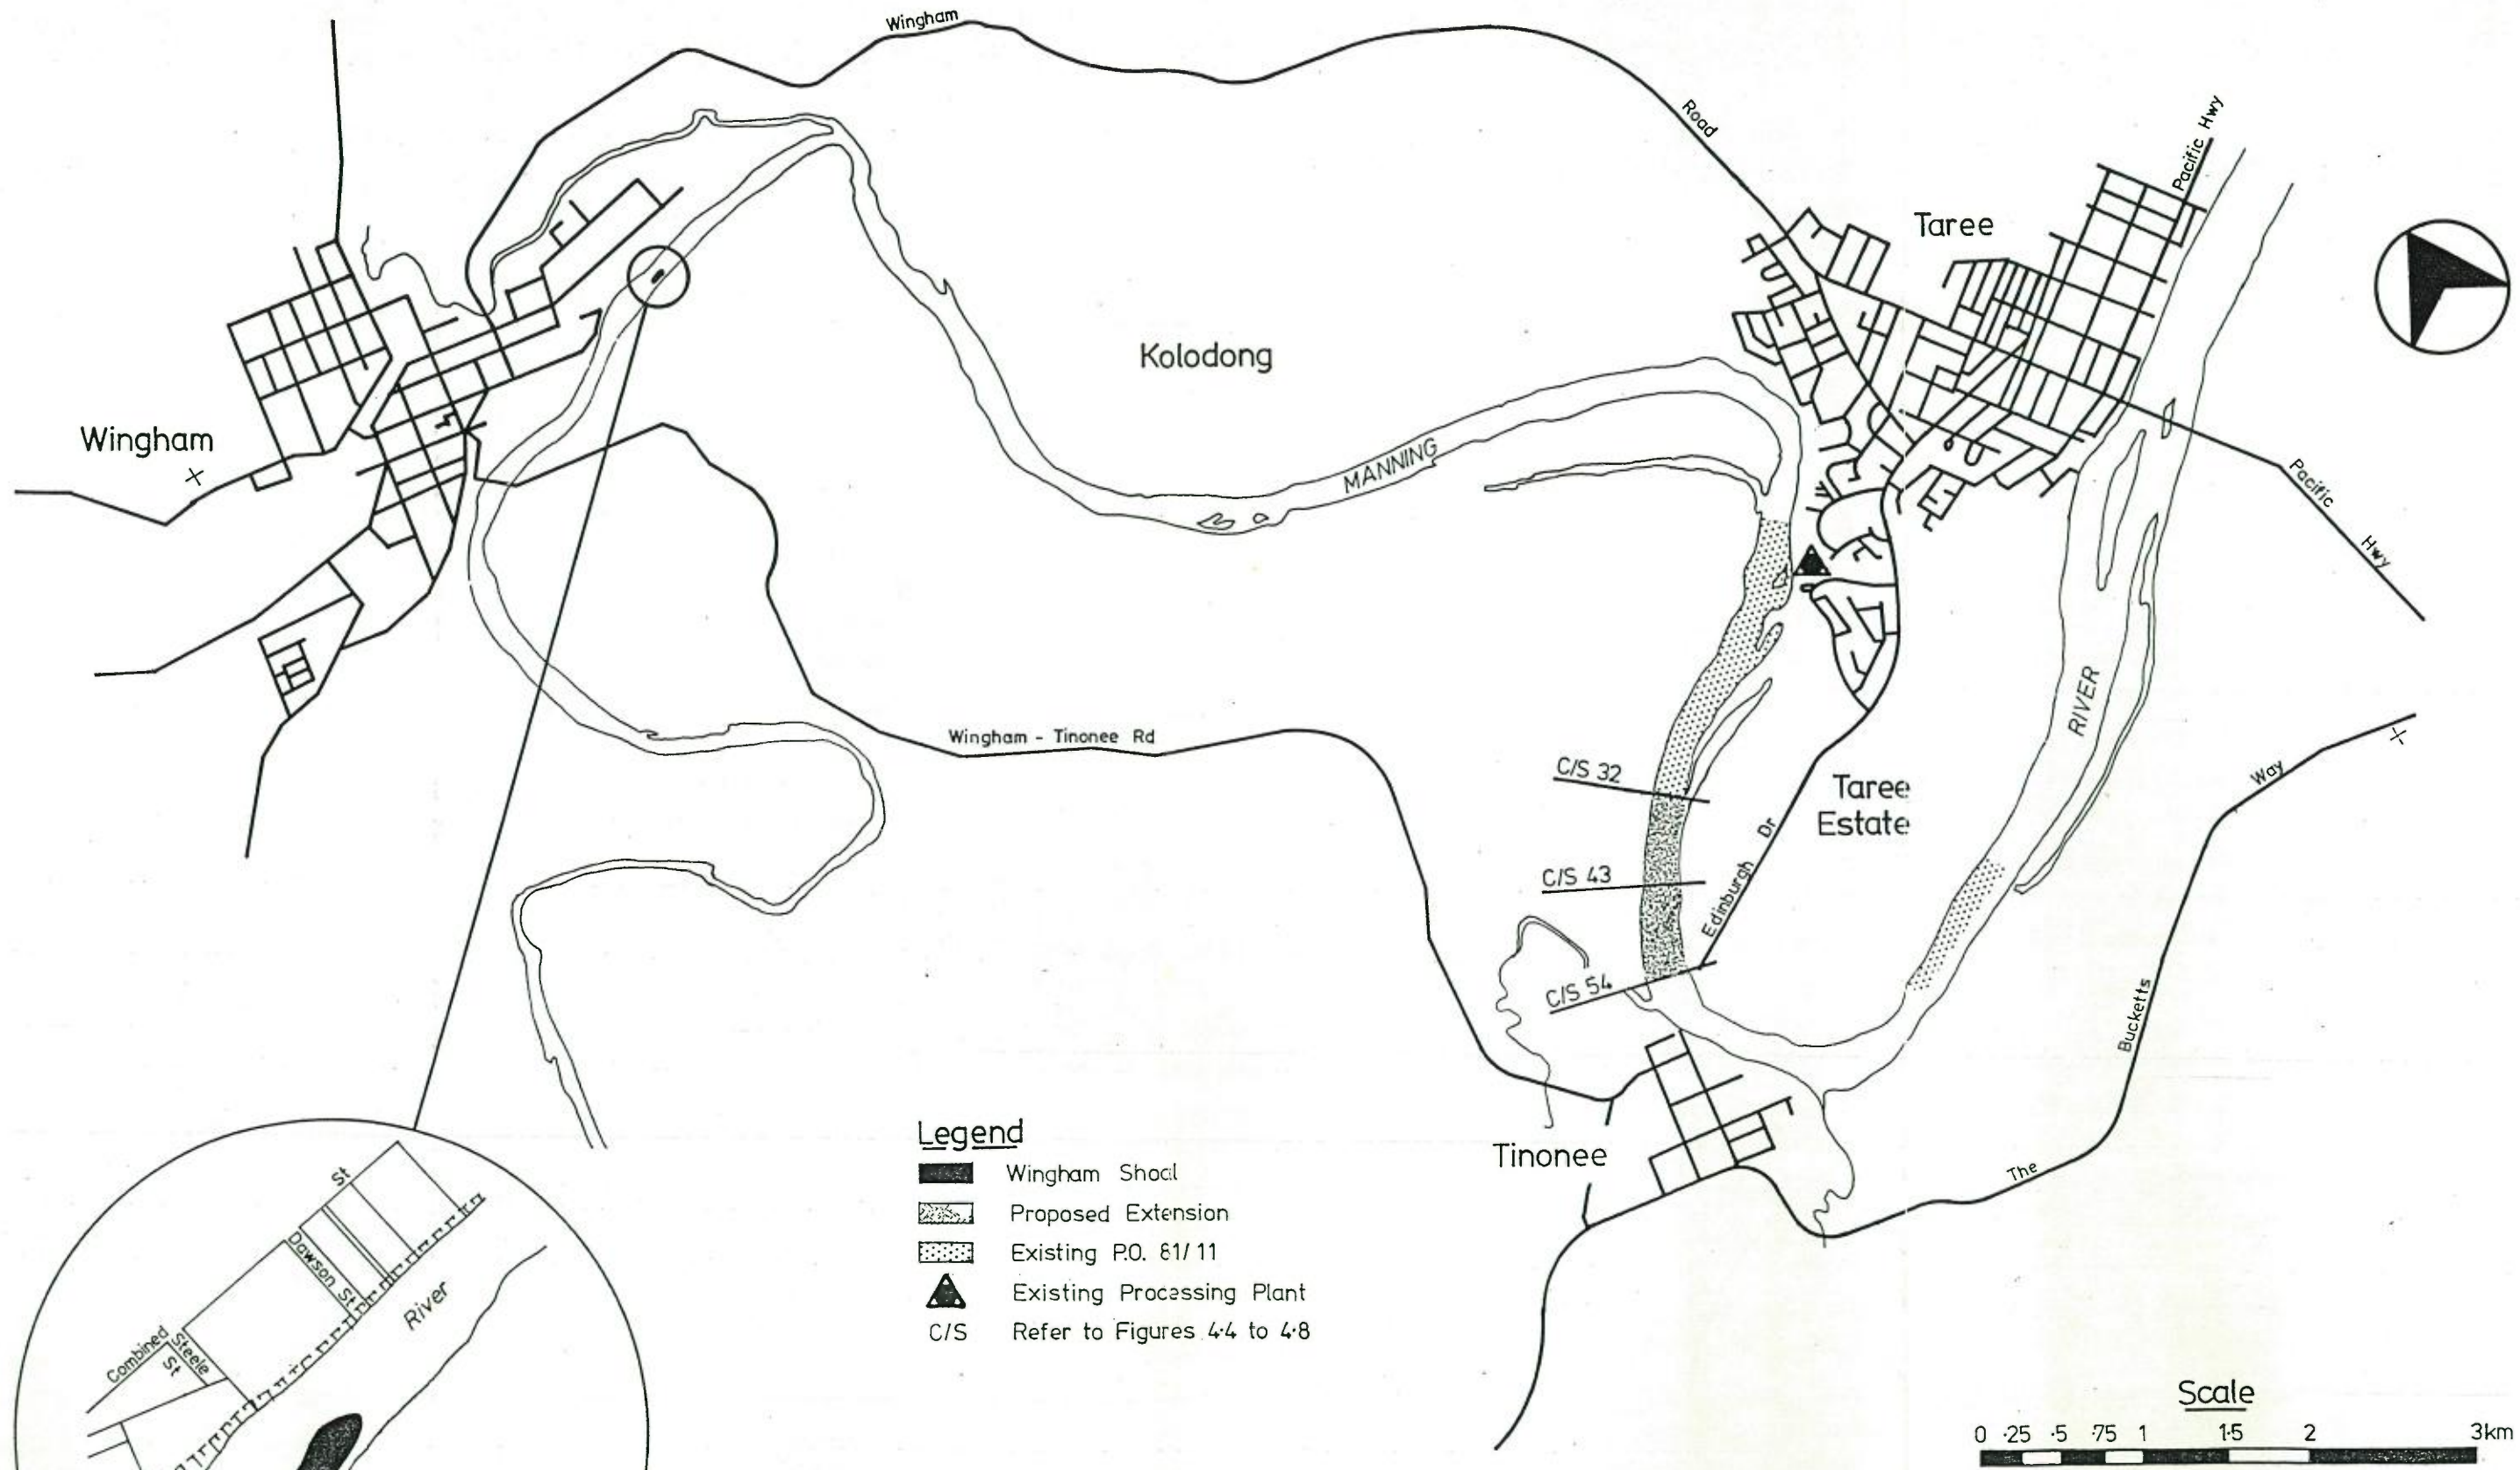 Wingham
Road
Pacific Hwy
Taree
Kolodong
Wingham
MANNING
Pacific
Hwy
RIVER
Wingham - Tinonee Rd
C/S 32
Taree
Estate
Way
Edinburgh Dr
C/S 43
C/S 54
Bucketts
The
Tinonee
Legend
Wingham Shoal
Proposed Extension
Existing P.O. 81/11
Existing Processing Plant
C/S Refer to Figures 4·4 to 4·8
St
Dawson St
River
Combined
Steele
St
Scale
0 ·25 ·5 ·75 1 1·5 2 3km